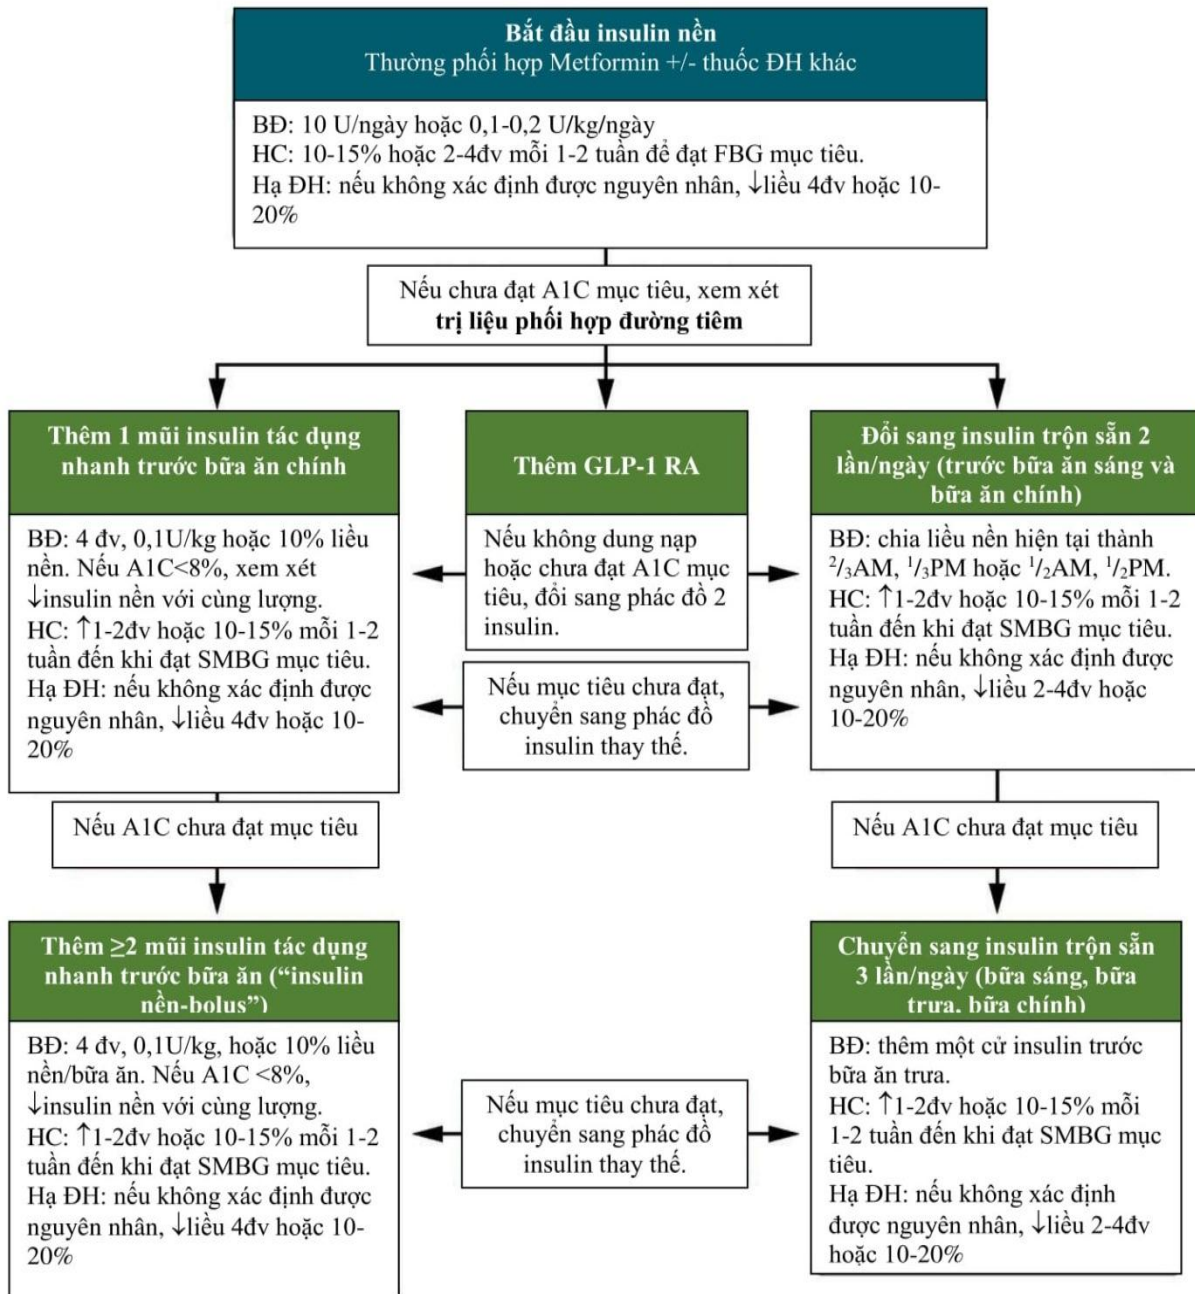 Bắt đầu insulin nền
Thường phối hợp Metformin +/- thuốc ĐH khác
BĐ: 10 U/ngày hoặc 0,1-0,2 U/kg/ngày
HC: 10-15% hoặc 2-4đv mỗi 1-2 tuần để đạt FBG mục tiêu.
Hạ ĐH: nếu không xác định được nguyên nhân, ↓liều 4đv hoặc 10-
20%
Nếu chưa đạt A1C mục tiêu, xem xét
trị liệu phối hợp đường tiêm
Thêm 1 mũi insulin tác dụng
nhanh trước bữa ăn chính
BĐ: 4 đv, 0,1U/kg hoặc 10% liều
nền. Nếu A1C<8%, xem xét
↓insulin nền với cùng lượng.
HC: ↑1-2đv hoặc 10-15% mỗi 1-2
tuần đến khi đạt SMBG mục tiêu.
Hạ ĐH: nếu không xác định được
nguyên nhân, ↓liều 4đv hoặc 10-
20%
Thêm GLP-1 RA
Nếu không dung nạp
hoặc chưa đạt A1C mục
tiêu, đổi sang phác đồ 2
insulin.
Nếu mục tiêu chưa đạt,
chuyển sang phác đồ
insulin thay thế.
Đổi sang insulin trộn sẵn 2
lần/ngày (trước bữa ăn sáng và
bữa ăn chính)
BĐ: chia liều nền hiện tại thành
²/₃AM, ¹/₃PM hoặc ¹/₂AM, ¹/₂PM.
HC: ↑1-2đv hoặc 10-15% mỗi 1-2
tuần đến khi đạt SMBG mục tiêu.
Hạ ĐH: nếu không xác định được
nguyên nhân, ↓liều 2-4đv hoặc
10-20%
Nếu A1C chưa đạt mục tiêu
Nếu A1C chưa đạt mục tiêu
Thêm ≥2 mũi insulin tác dụng
nhanh trước bữa ăn (“insulin
nền-bolus”)
BĐ: 4 đv, 0,1U/kg, hoặc 10% liều
nền/bữa ăn. Nếu A1C <8%,
↓insulin nền với cùng lượng.
HC: ↑1-2đv hoặc 10-15% mỗi 1-2
tuần đến khi đạt SMBG mục tiêu.
Hạ ĐH: nếu không xác định được
nguyên nhân, ↓liều 4đv hoặc 10-
20%
Nếu mục tiêu chưa đạt,
chuyển sang phác đồ
insulin thay thế.
Chuyển sang insulin trộn sẵn
3 lần/ngày (bữa sáng, bữa
trưa, bữa chính)
BĐ: thêm một cử insulin trước
bữa ăn trưa.
HC: ↑1-2đv hoặc 10-15% mỗi
1-2 tuần đến khi đạt SMBG mục
tiêu.
Hạ ĐH: nếu không xác định
được nguyên nhân, ↓liều 2-4đv
hoặc 10-20%